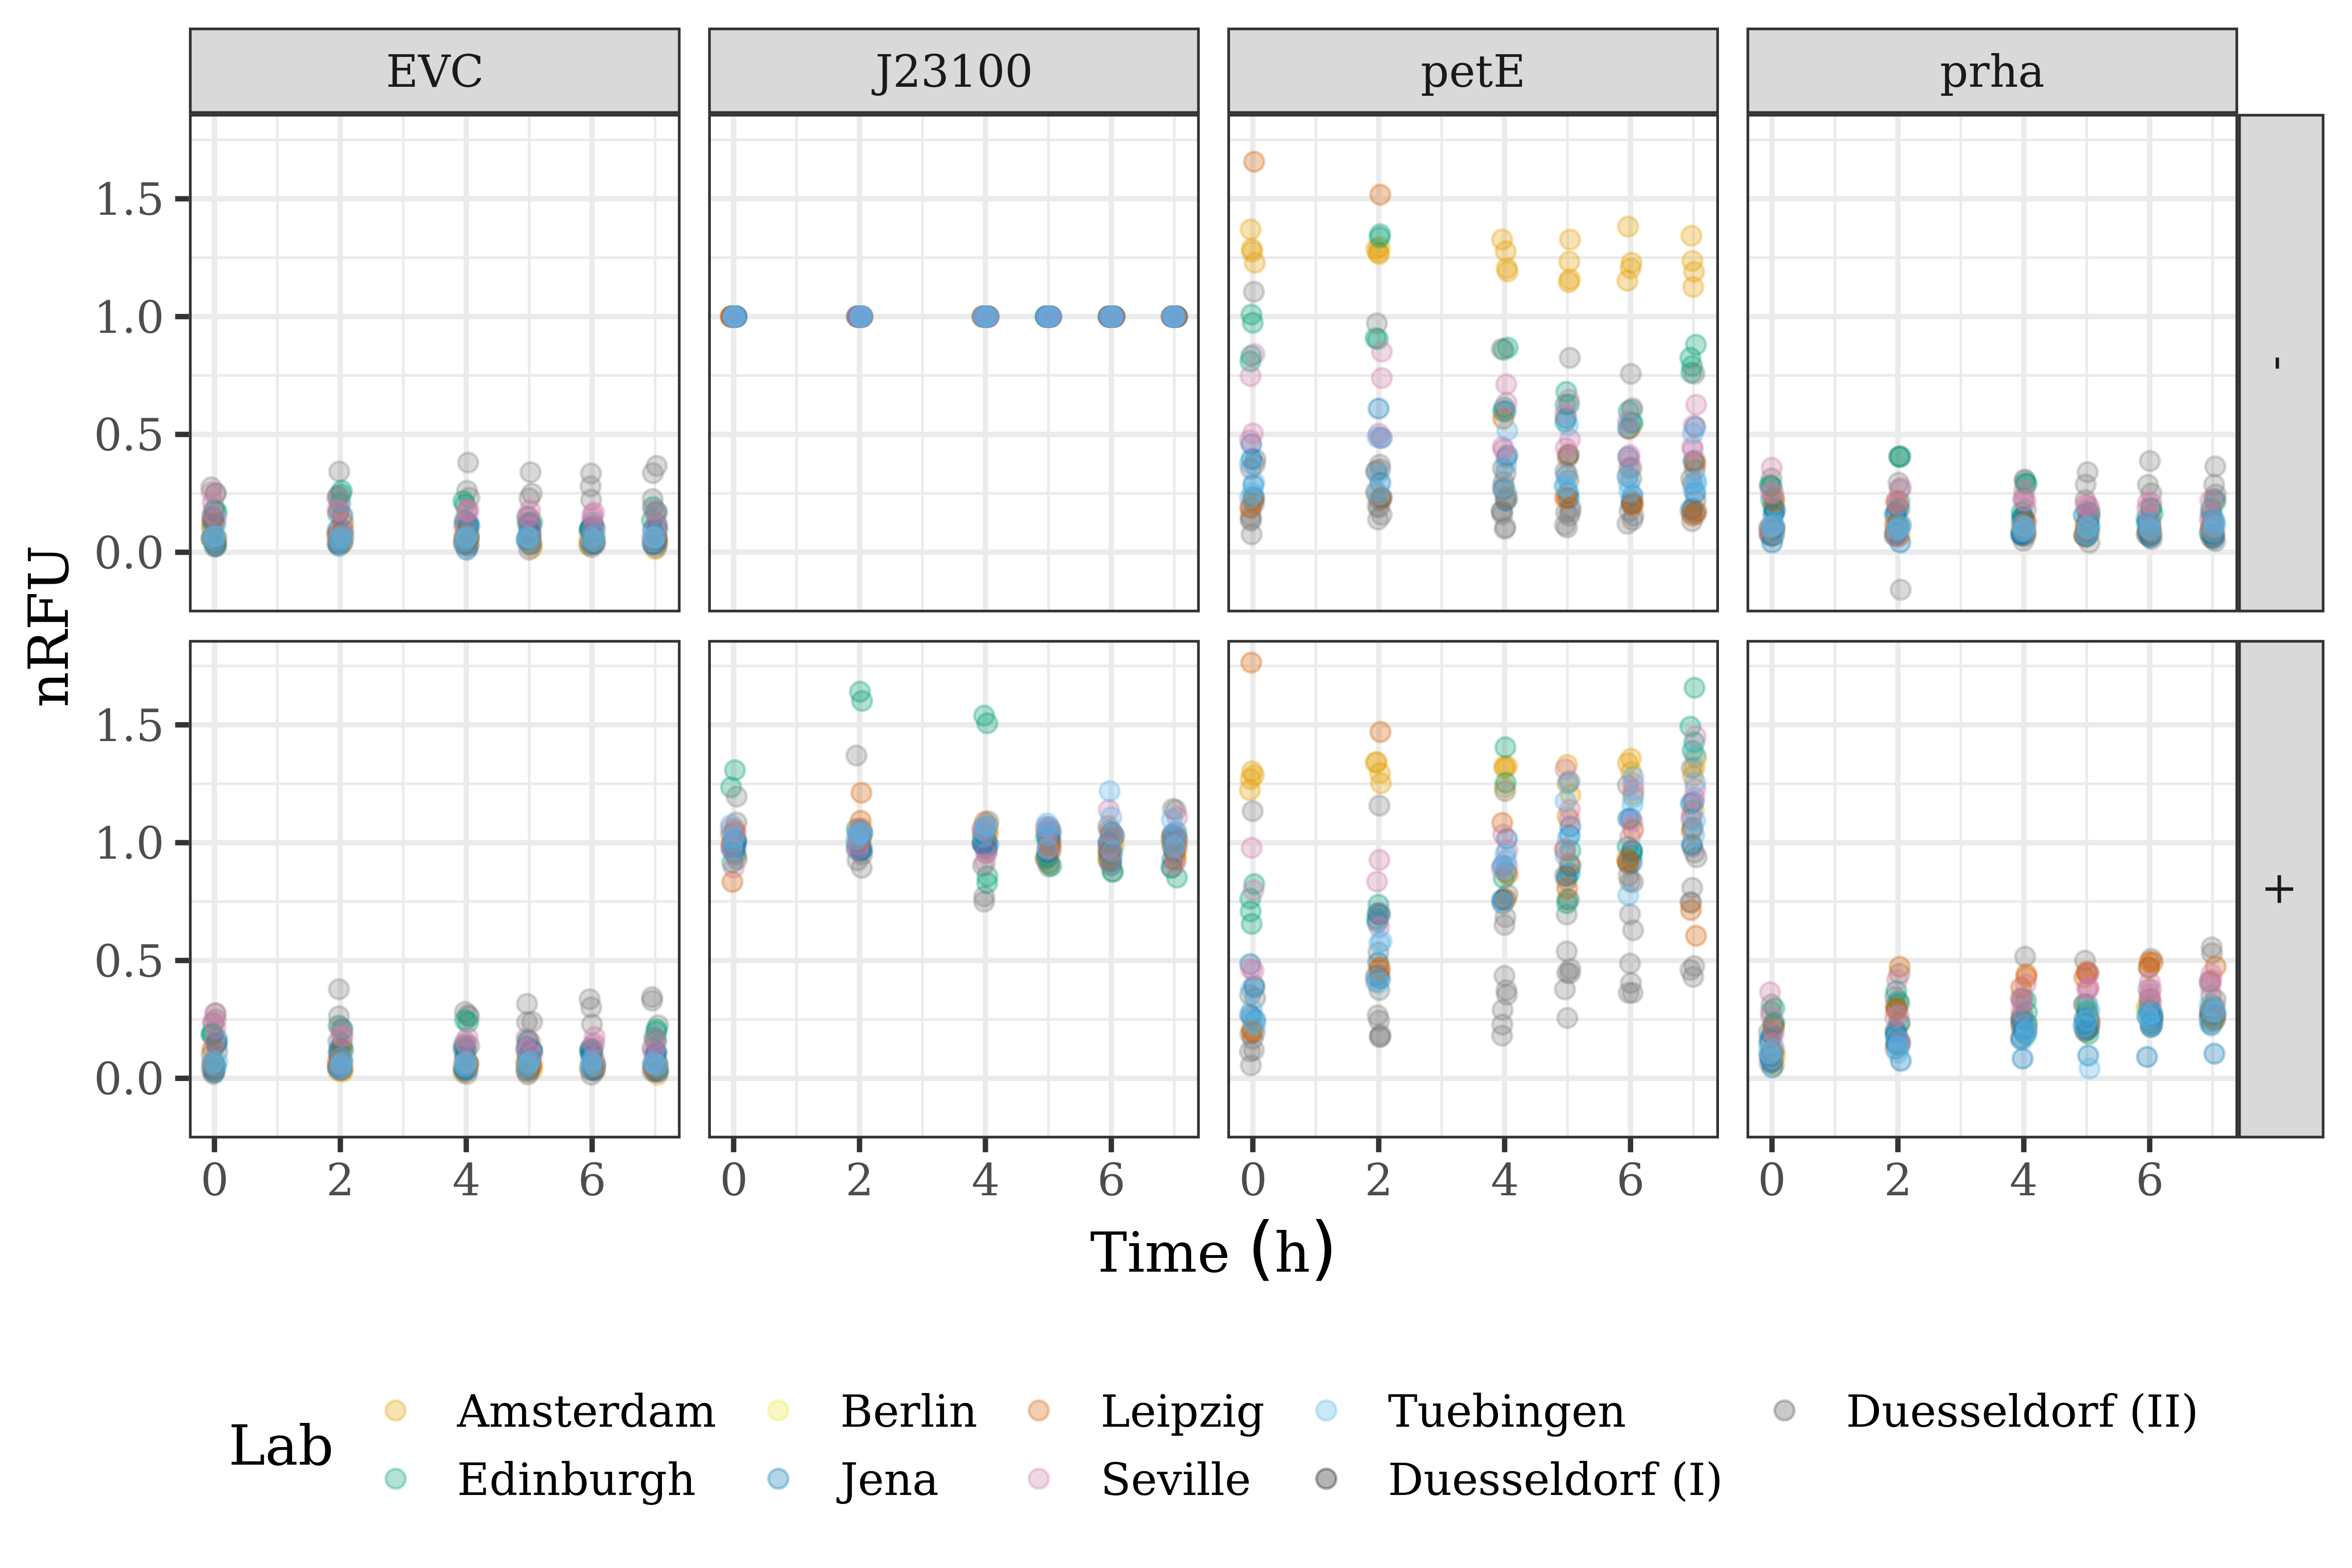 EVC J23100 petE prha
1.5
1.0
0.5
0.0
-
nRFU
1.5
1.0
0.5
0.0
+
0 2 4 6 0 2 4 6 0 2 4 6 0 2 4 6
Time (h)
Lab
Amsterdam Berlin Leipzig Tuebingen Duesseldorf (II)
Edinburgh Jena Seville Duesseldorf (I)